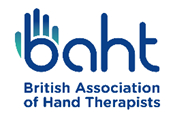 baht
British Association
of Hand Therapists